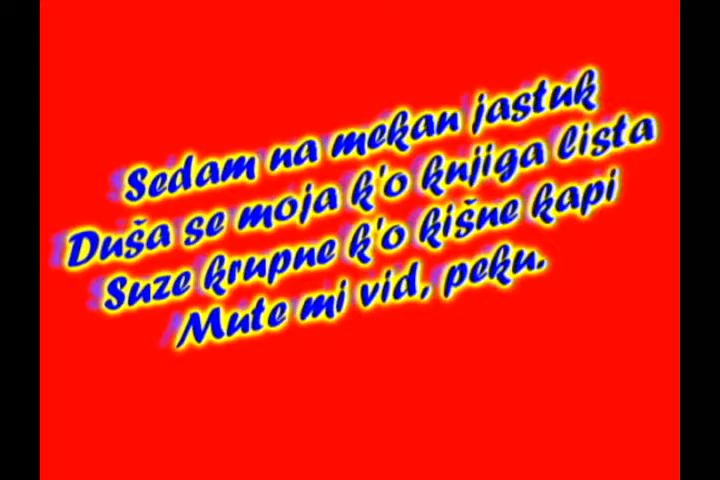 Sedam na mekan jastuk
Duša se moja k'o knjiga lista
Suze krupne k'o kišne kapi
Mute mi vid, peku.